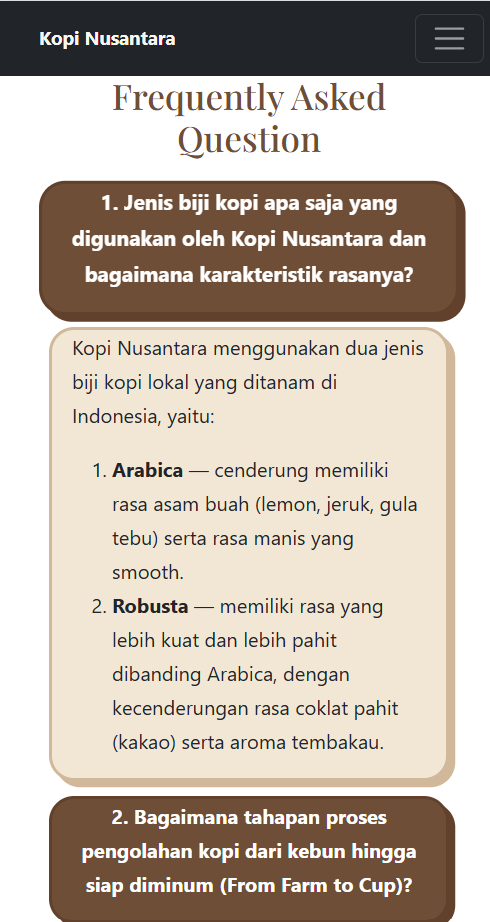 Kopi Nusantara
Frequently Asked
Question
1. Jenis biji kopi apa saja yang
digunakan oleh Kopi Nusantara dan
bagaimana karakteristik rasanya?
Kopi Nusantara menggunakan dua jenis
biji kopi lokal yang ditanam di
Indonesia, yaitu:
1. Arabica — cenderung memiliki
rasa asam buah (lemon, jeruk, gula
tebu) serta rasa manis yang
smooth.
2. Robusta — memiliki rasa yang
lebih kuat dan lebih pahit
dibanding Arabica, dengan
kecenderungan rasa coklat pahit
(kakao) serta aroma tembakau.
2. Bagaimana tahapan proses
pengolahan kopi dari kebun hingga
siap diminum (From Farm to Cup)?